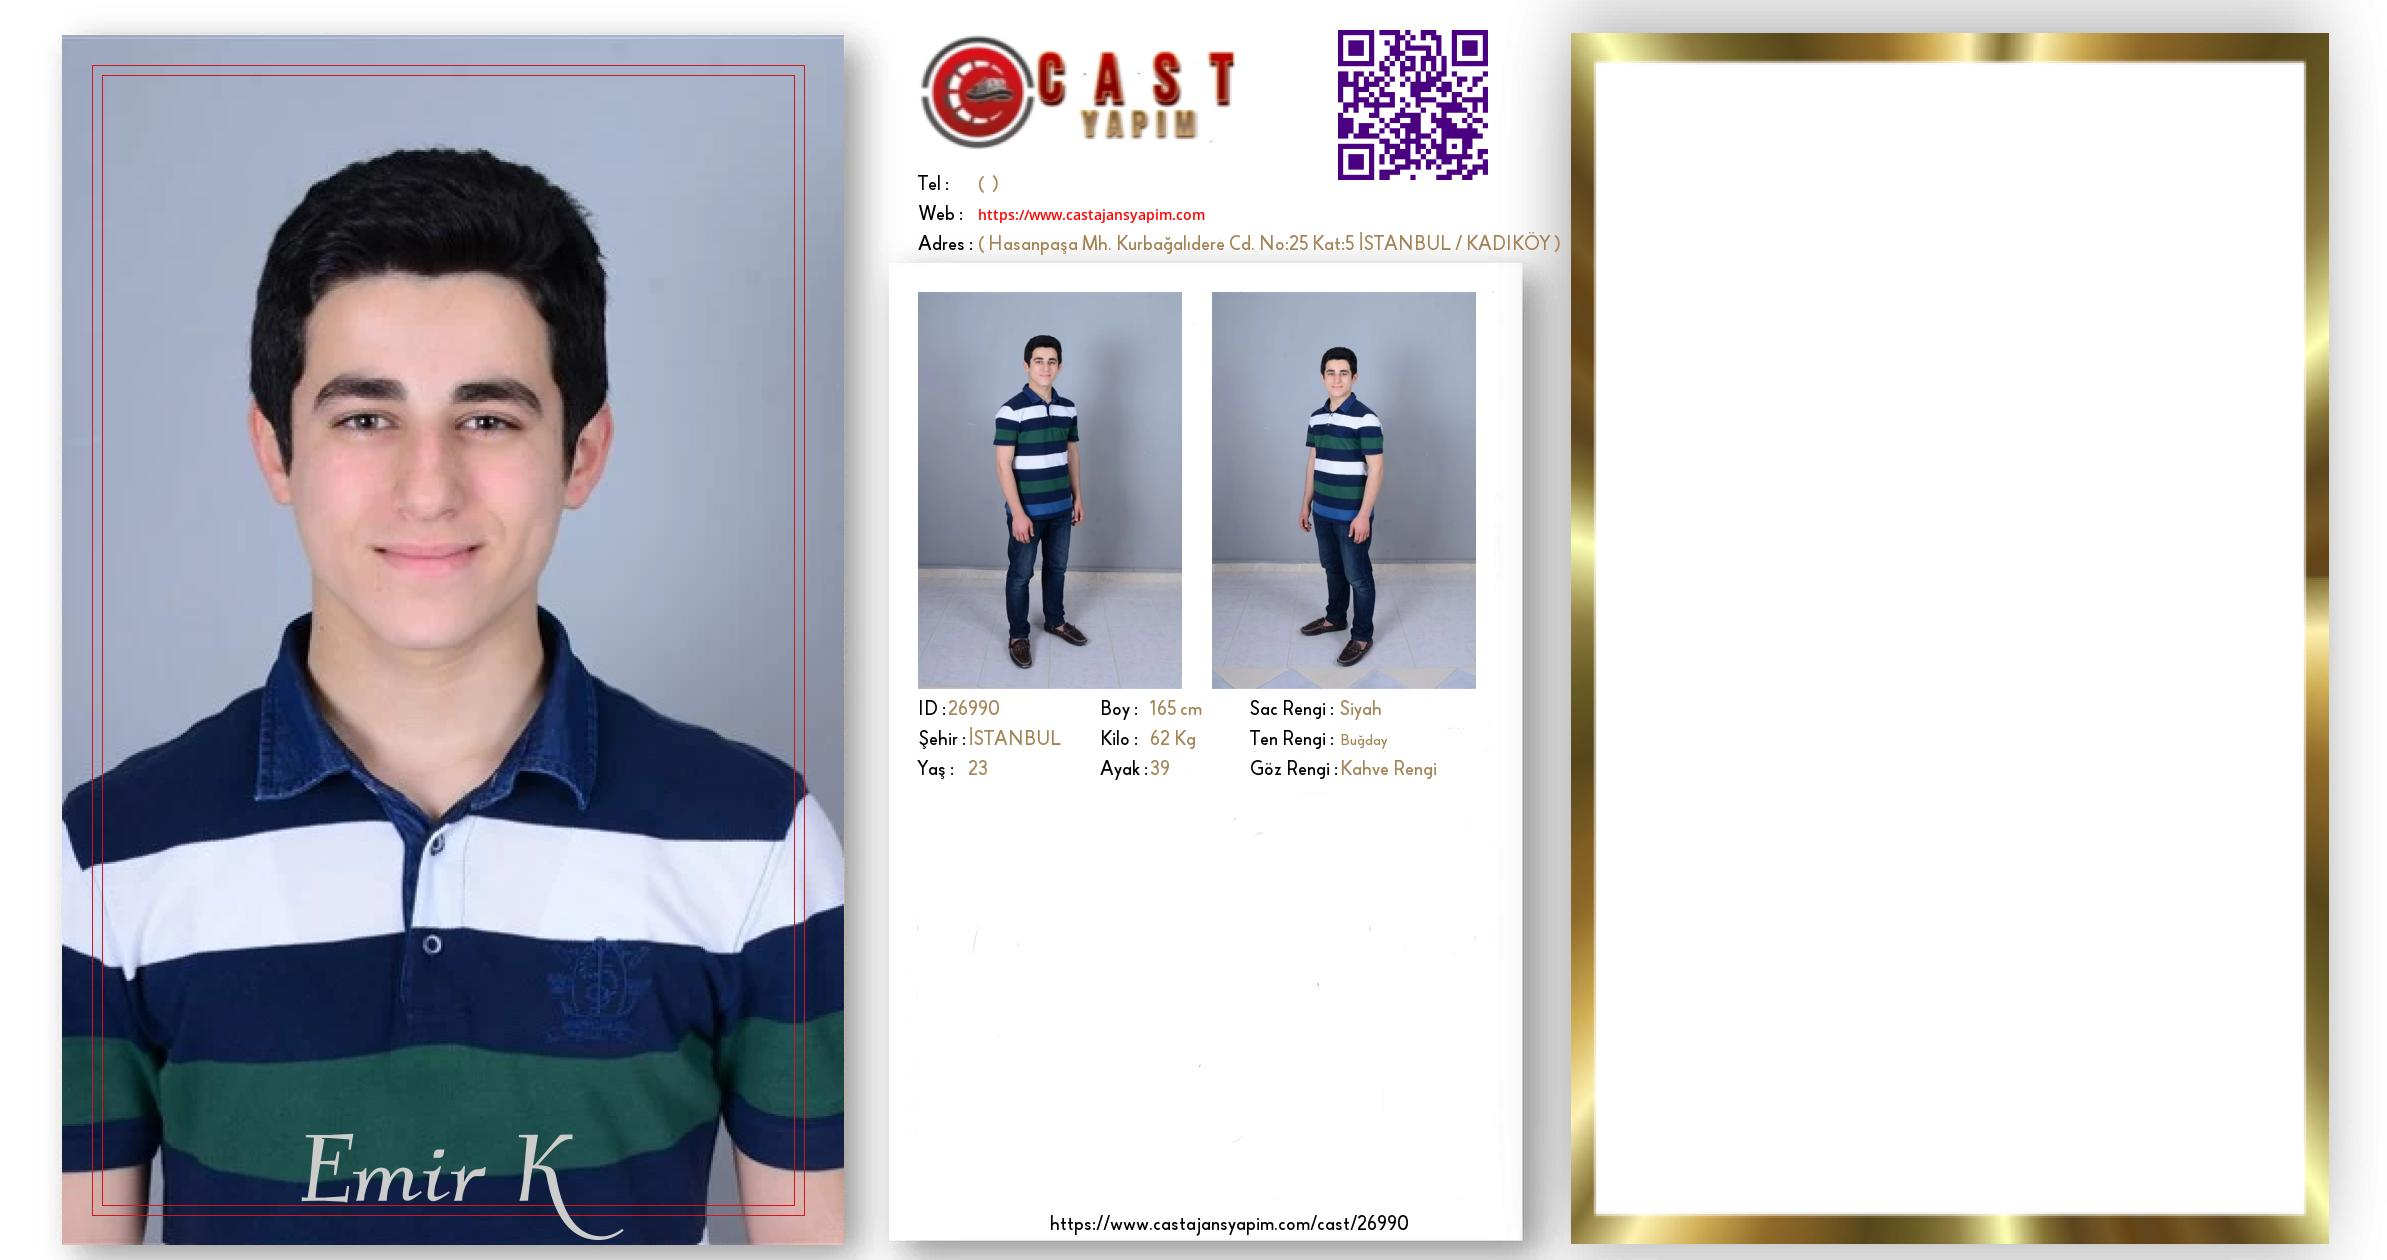 Emir K
CAST
YAPIM
Tel : ( )
Web : https://www.castajansyapim.com
Adres : ( Hasanpaşa Mh. Kurbağalıdere Cd. No:25 Kat:5 İSTANBUL / KADIKÖY )
ID : 26990 Boy : 165 cm Sac Rengi : Siyah
Şehir : İSTANBUL Kilo : 62 Kg Ten Rengi : Buğday
Yaş : 23 Ayak : 39 Göz Rengi : Kahve Rengi
https://www.castajansyapim.com/cast/26990